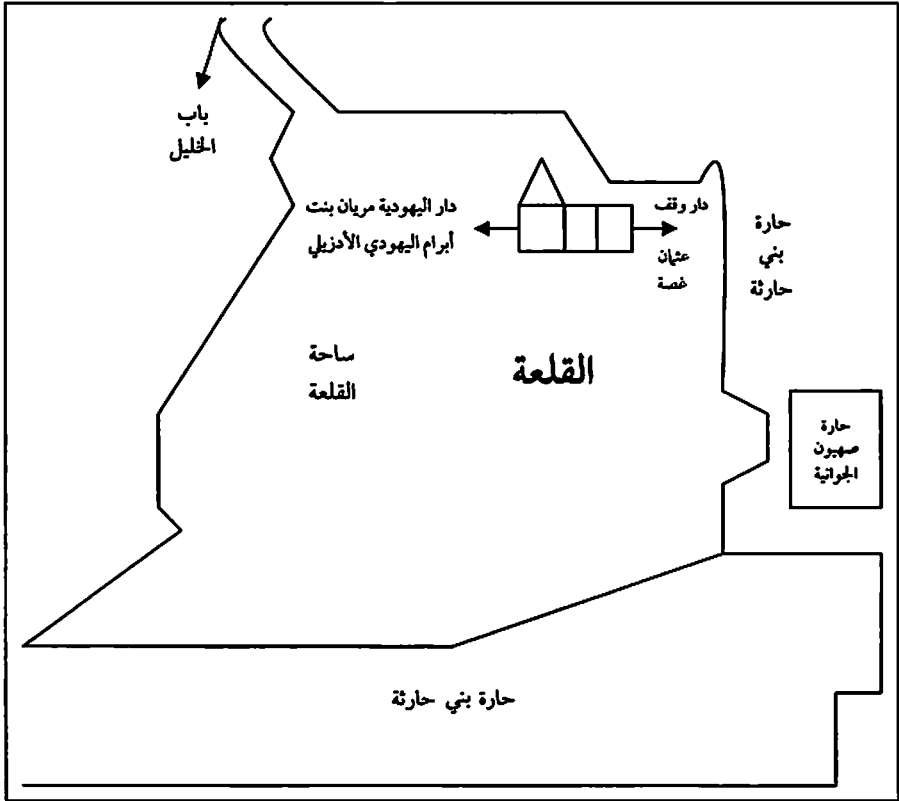 باب
الخليل
دار اليهودية مريان بنت
أبرام اليهودي الأدزيلي
دار وقف
عثمان
غصة
حارة
بني
حارثة
ساحة
القلعة
القلعة
حارة
صهيون
الجوانية
حارة بني حارثة